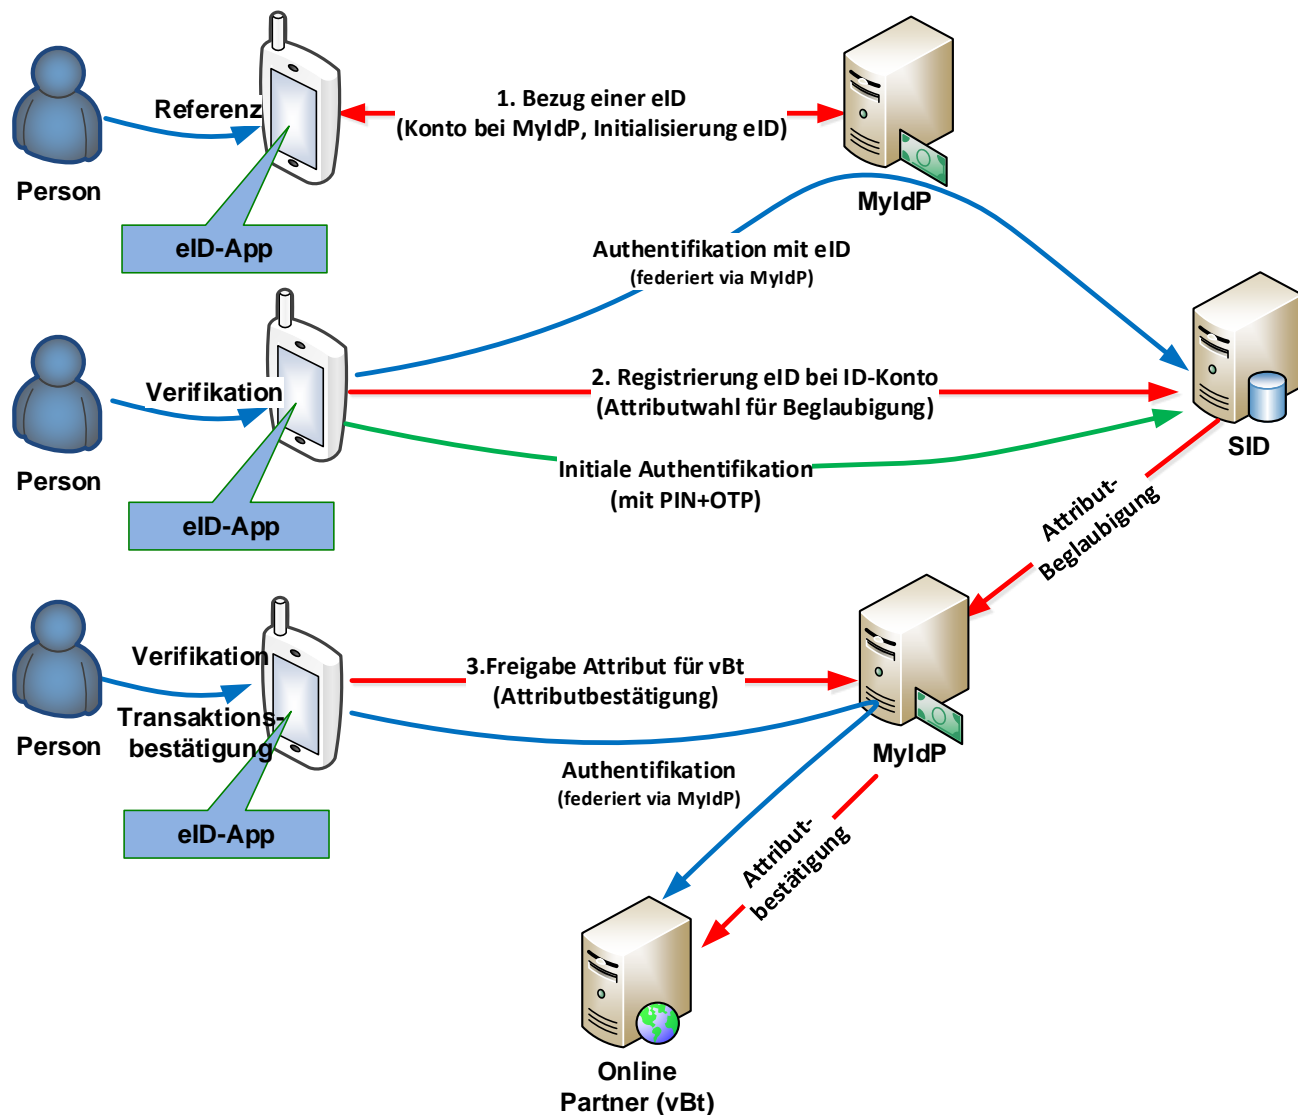 Referenz
1. Bezug einer eID
(Konto bei MyIdP, Initialisierung eID)
Person
MyIdP
eID-App
Authentifikation mit eID
(federiert via MyIdP)
Verifikation
2. Registrierung eID bei ID-Konto
(Attributwahl für Beglaubigung)
SID
Person
Initiale Authentifikation
(mit PIN+OTP)
eID-App
Attribut-
Beglaubigung
Verifikation
Transaktions-
bestätigung
3.Freigabe Attribut für vBt
(Attributbestätigung)
Person
MyIdP
Authentifikation
(federiert via MyIdP)
eID-App
Attribut-
bestätigung
Online
Partner (vBt)